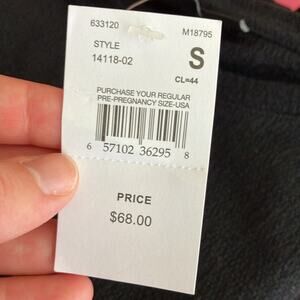 633120 M18795
STYLE
14118-02
S
CL=44
PURCHASE YOUR REGULAR
PRE-PREGNANCY SIZE-USA
6 57102 36295 8
PRICE
$68.00